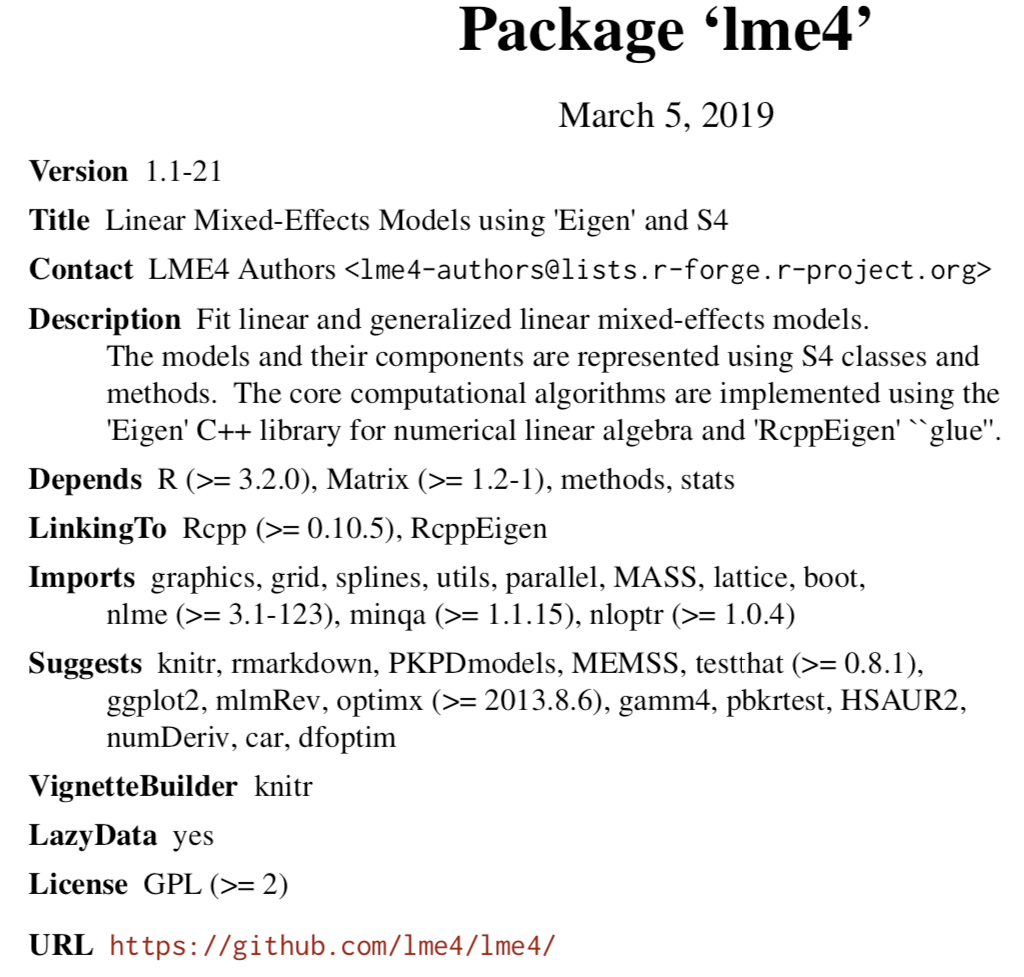 Package ‘lme4’
March 5, 2019
Version 1.1-21
Title Linear Mixed-Effects Models using 'Eigen' and S4
Contact LME4 Authors <lme4-authors@lists.r-forge.r-project.org>
Description Fit linear and generalized linear mixed-effects models.
The models and their components are represented using S4 classes and
methods. The core computational algorithms are implemented using the
'Eigen' C++ library for numerical linear algebra and 'RcppEigen' ``glue''.
Depends R (>= 3.2.0), Matrix (>= 1.2-1), methods, stats
LinkingTo Rcpp (>= 0.10.5), RcppEigen
Imports graphics, grid, splines, utils, parallel, MASS, lattice, boot,
nlme (>= 3.1-123), minqa (>= 1.1.15), nloptr (>= 1.0.4)
Suggests knitr, rmarkdown, PKPDmodels, MEMSS, testthat (>= 0.8.1),
ggplot2, mlmRev, optimx (>= 2013.8.6), gamm4, pbkrtest, HSAUR2,
numDeriv, car, dfoptim
VignetteBuilder knitr
LazyData yes
License GPL (>= 2)
URL https://github.com/lme4/lme4/